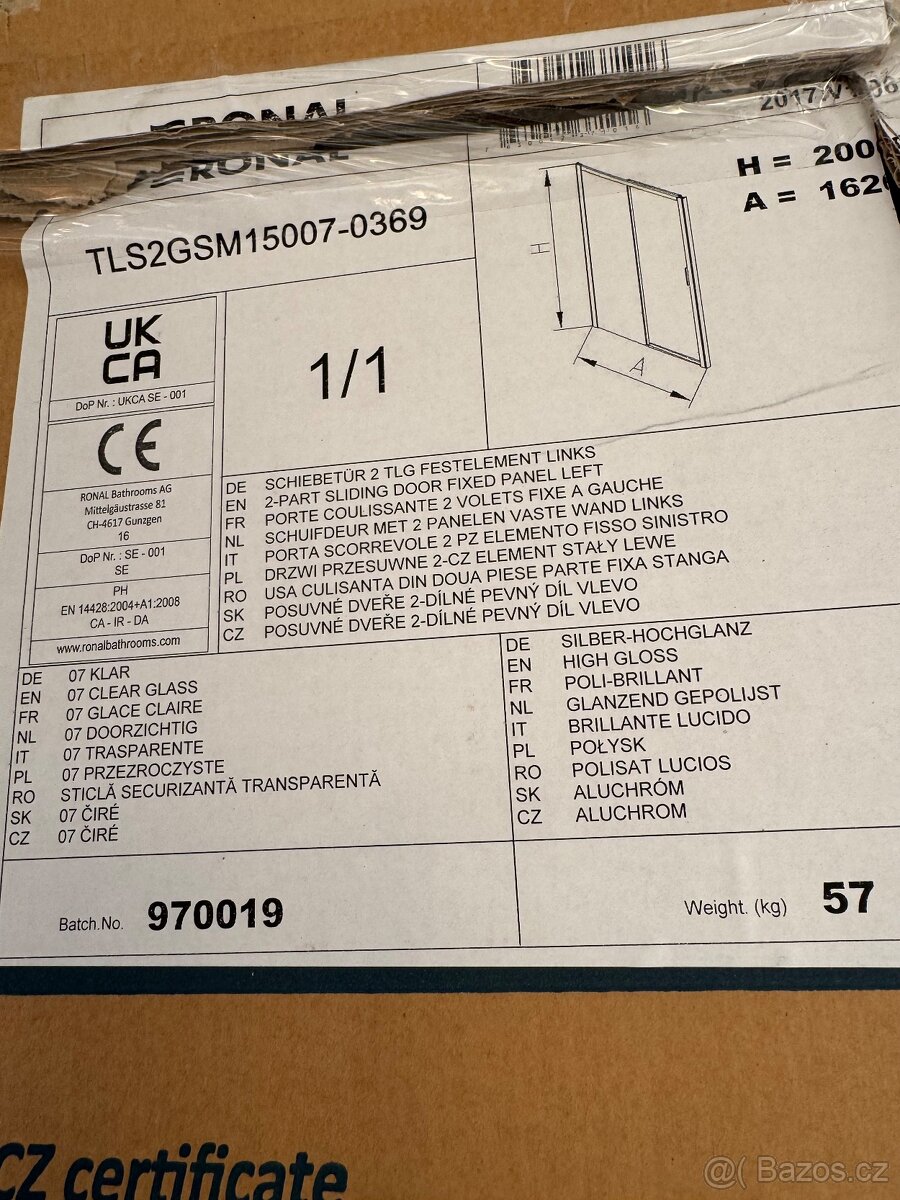 RONAL
RONAL
TLS2GSM15007-0369
H = 200
A = 162
H
A
UK
CA
DoP Nr. : UKCA SE - 001
CE
RONAL Bathrooms AG
Mittelgäustrasse 81
CH-4617 Gunzgen
16
DoP Nr. : SE - 001
SE
PH
EN 14428:2004+A1:2008
CA - IR - DA
www.ronalbathrooms.com
1/1
DE SCHIEBETÜR 2 TLG FESTELEMENT LINKS
EN 2-PART SLIDING DOOR FIXED PANEL LEFT
FR PORTE COULISSANTE 2 VOLETS FIXE A GAUCHE
NL SCHUIFDEUR MET 2 PANELEN VASTE WAND LINKS
IT PORTA SCORREVOLE 2 PZ ELEMENTO FISSO SINISTRO
PL DRZWI PRZESUWNE 2-CZ ELEMENT STAŁY LEWE
RO USA CULISANTA DIN DOUA PIESE PARTE FIXA STANGA
SK POSUVNÉ DVEŘE 2-DÍLNÉ PEVNÝ DÍL VLEVO
CZ POSUVNÉ DVEŘE 2-DÍLNÉ PEVNÝ DÍL VLEVO
DE 07 KLAR
EN 07 CLEAR GLASS
FR 07 GLACE CLAIRE
NL 07 DOORZICHTIG
IT 07 TRASPARENTE
PL 07 PRZEZROCZYSTE
RO STICLĂ SECURIZANTĂ TRANSPARENTĂ
SK 07 ČIRÉ
CZ 07 ČIRÉ
DE SILBER-HOCHGLANZ
EN HIGH GLOSS
FR POLI-BRILLANT
NL GLANZEND GEPOLIJST
IT BRILLANTE LUCIDO
PL POŁYSK
RO POLISAT LUCIOS
SK ALUCHRÓM
CZ ALUCHROM
Batch.No. 970019
Weight. (kg) 57
CZ certificate
@( Bazos.cz